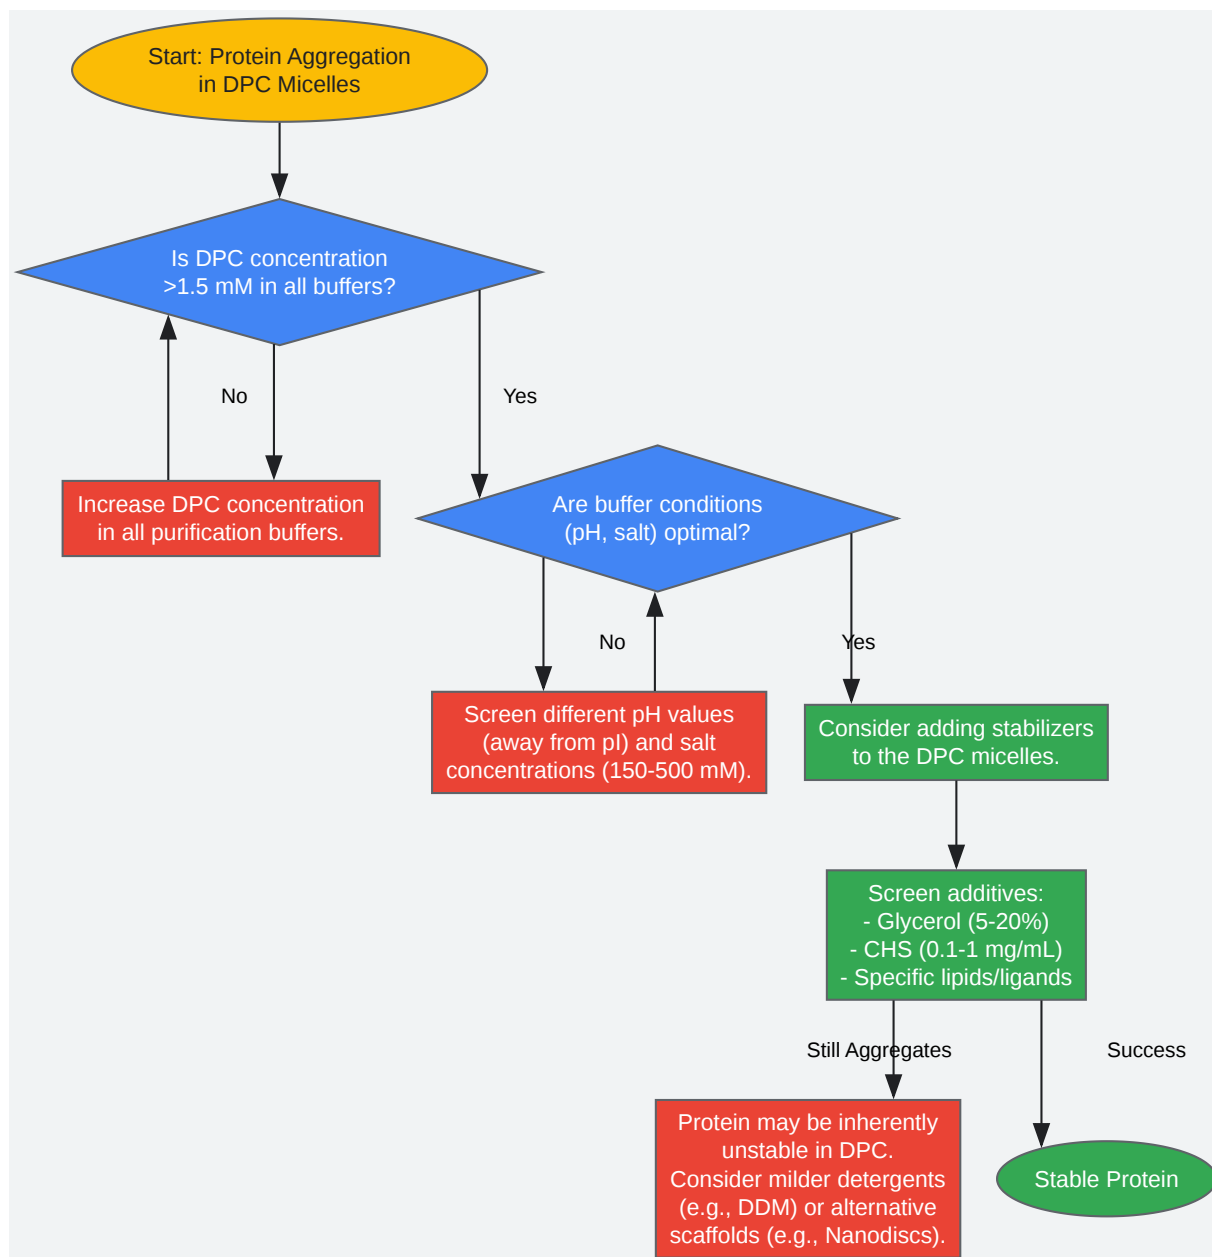 Start: Protein Aggregation
in DPC Micelles
Is DPC concentration
>1.5 mM in all buffers?
No
Yes
Increase DPC concentration
in all purification buffers.
Are buffer conditions
(pH, salt) optimal?
No
Yes
Screen different pH values
(away from pI) and salt
concentrations (150-500 mM).
Consider adding stabilizers
to the DPC micelles.
Screen additives:
- Glycerol (5-20%)
- CHS (0.1-1 mg/mL)
- Specific lipids/ligands
Still Aggregates
Success
Protein may be inherently
unstable in DPC.
Consider milder detergents
(e.g., DDM) or alternative
scaffolds (e.g., Nanodiscs).
Stable Protein